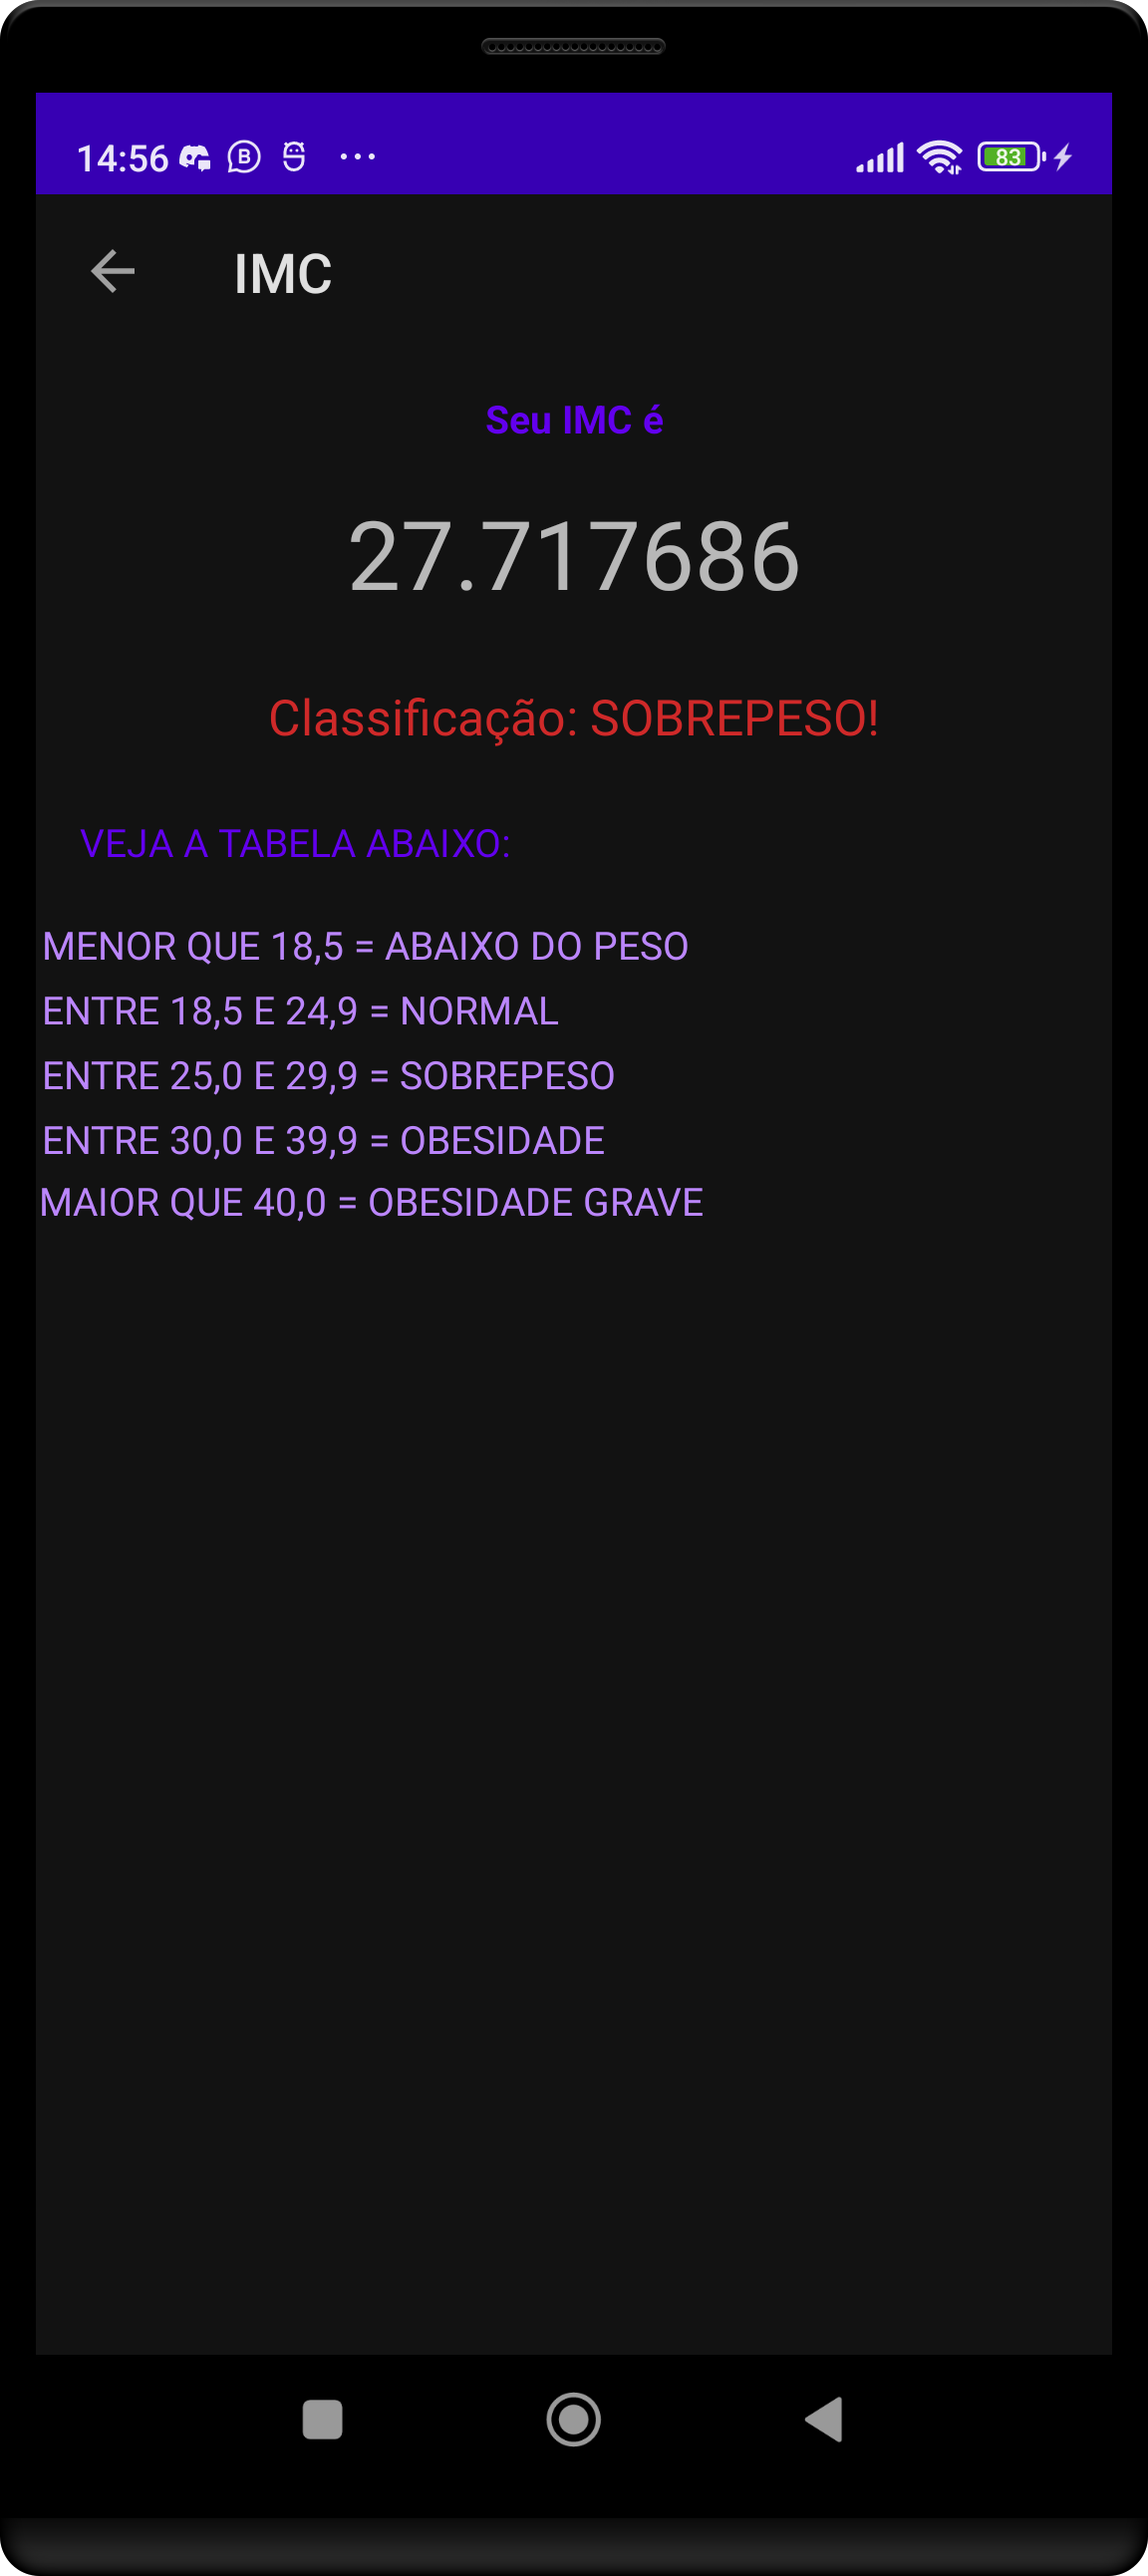 14:56
83
IMC
Seu IMC é
27.717686
Classificação: SOBREPESO!
VEJA A TABELA ABAIXO:
MENOR QUE 18,5 = ABAIXO DO PESO
ENTRE 18,5 E 24,9 = NORMAL
ENTRE 25,0 E 29,9 = SOBREPESO
ENTRE 30,0 E 39,9 = OBESIDADE
MAIOR QUE 40,0 = OBESIDADE GRAVE